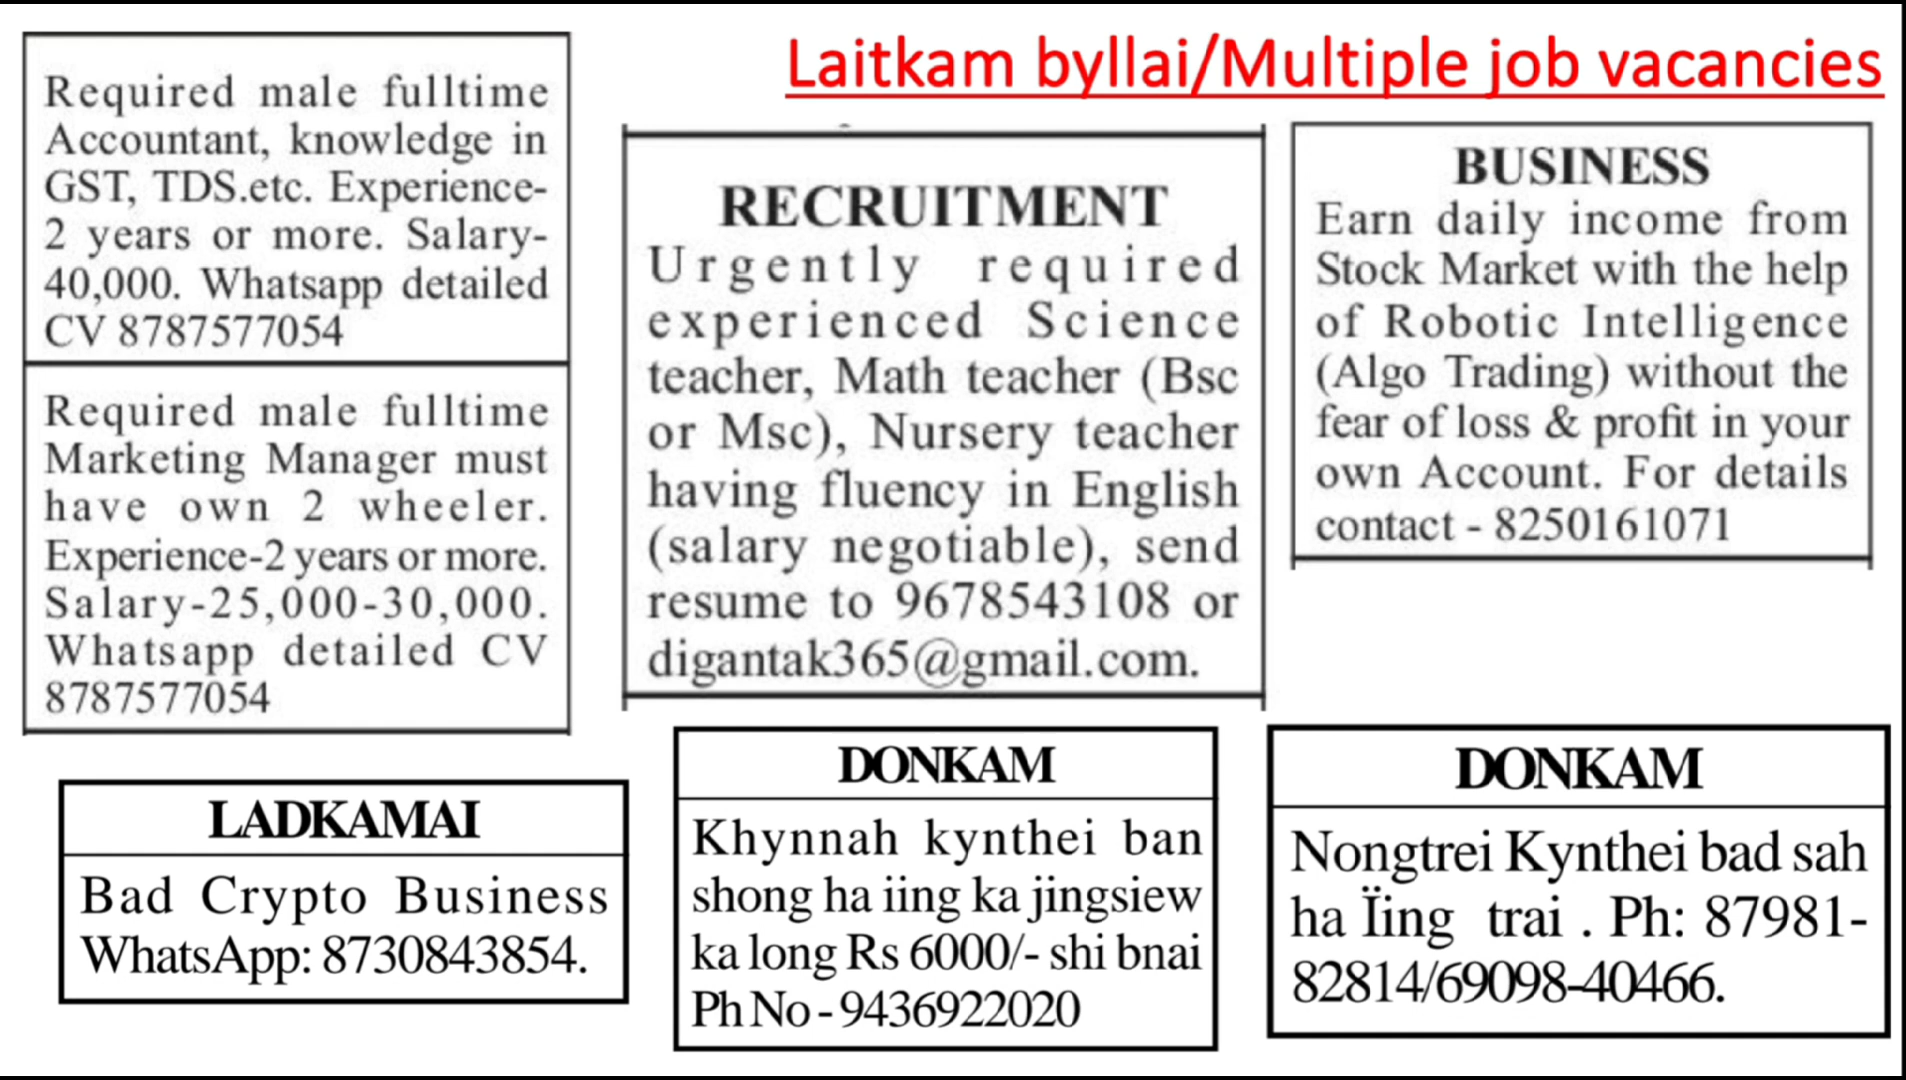 Laitkam byllai/Multiple job vacancies
Required male fulltime
Accountant, knowledge in
GST, TDS.etc. Experience-
2 years or more. Salary-
40,000. Whatsapp detailed
CV 8787577054
Required male fulltime
Marketing Manager must
have own 2 wheeler.
Experience-2 years or more.
Salary-25,000-30,000.
Whatsapp detailed CV
8787577054
RECRUITMENT
Urgently required
experienced Science
teacher, Math teacher (Bsc
or Msc), Nursery teacher
having fluency in English
(salary negotiable), send
resume to 9678543108 or
digantak365@gmail.com.
BUSINESS
Earn daily income from
Stock Market with the help
of Robotic Intelligence
(Algo Trading) without the
fear of loss & profit in your
own Account. For details
contact - 8250161071
LADKAMAI
Bad Crypto Business
WhatsApp: 8730843854.
DONKAM
Khynnah kynthei ban
shong ha iing ka jingsiew
ka long Rs 6000/- shi bnai
Ph No - 9436922020
DONKAM
Nongtrei Kynthei bad sah
ha Ïing trai . Ph: 87981-
82814/69098-40466.